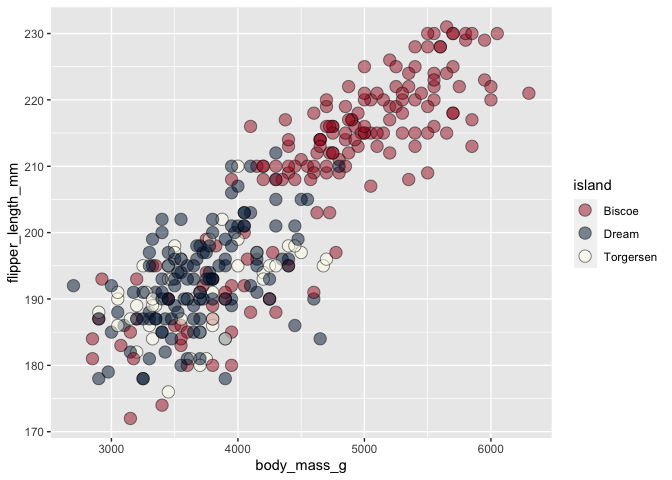 230
220
210
200
190
180
170
flipper_length_mm
3000
4000
5000
6000
body_mass_g
island
Biscoe
Dream
Torgersen